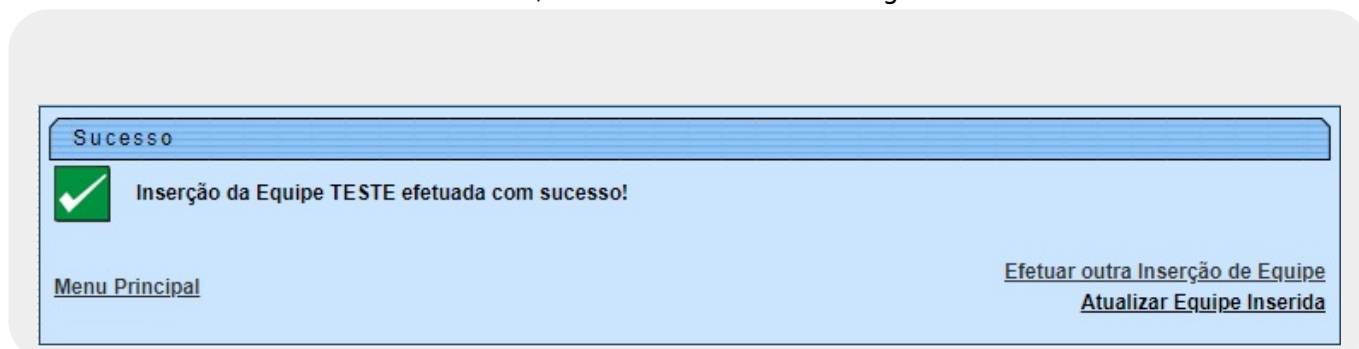 Sucesso
Inserção da Equipe TESTE efetuada com sucesso!
Efetuar outra Inserção de Equipe
Menu Principal
Atualizar Equipe Inserida